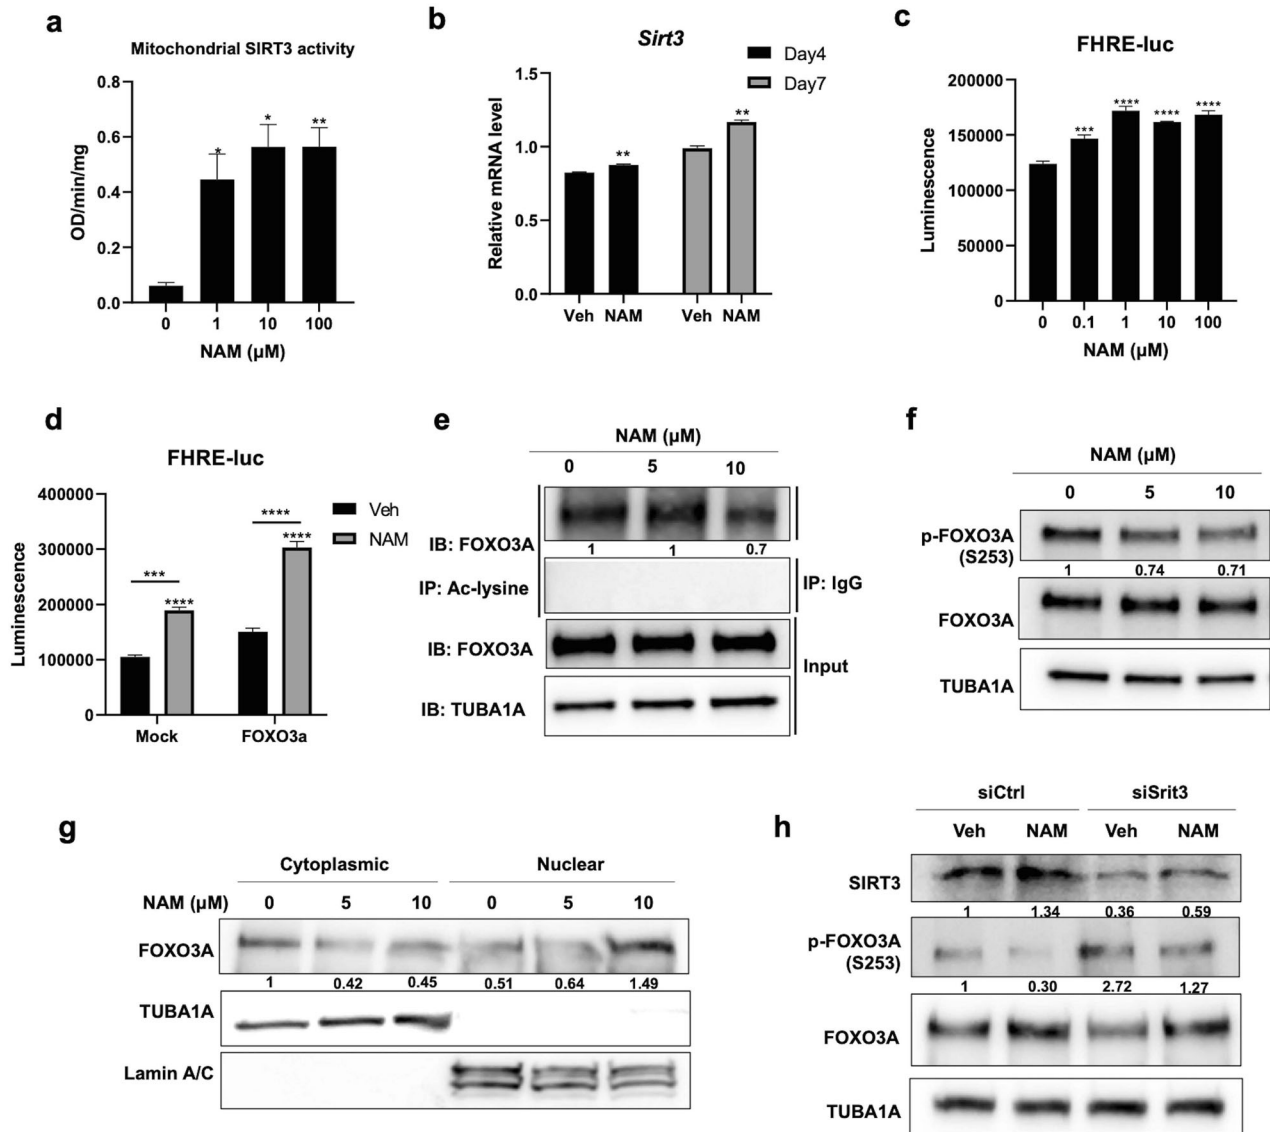 a
Mitochondrial SIRT3 activity
OD/min/mg
0.8
0.6
0.4
0.2
0.0
*
*
**
0 1 10 100
NAM (μM)
b
Sirt3
Day4
Day7
Relative mRNA level
1.5
1.0
0.5
0.0
**
**
Veh NAM Veh NAM
c
FHRE-luc
Luminescence
200000
150000
100000
50000
0
***
****
****
****
0 0.1 1 10 100
NAM (μM)
d
FHRE-luc
Veh
NAM
Luminescence
400000
300000
200000
100000
0
***
****
****
****
Mock FOXO3a
e
NAM (μM)
0 5 10
IB: FOXO3A
1 1 0.7
IP: Ac-lysine
IP: IgG
IB: FOXO3A
Input
IB: TUBA1A
f
NAM (μM)
0 5 10
p-FOXO3A
(S253)
1 0.74 0.71
FOXO3A
TUBA1A
g
Cytoplasmic Nuclear
NAM (μM) 0 5 10 0 5 10
FOXO3A
1 0.42 0.45 0.51 0.64 1.49
TUBA1A
Lamin A/C
h
siCtrl siSrit3
Veh NAM Veh NAM
SIRT3
1 1.34 0.36 0.59
p-FOXO3A
(S253)
1 0.30 2.72 1.27
FOXO3A
TUBA1A